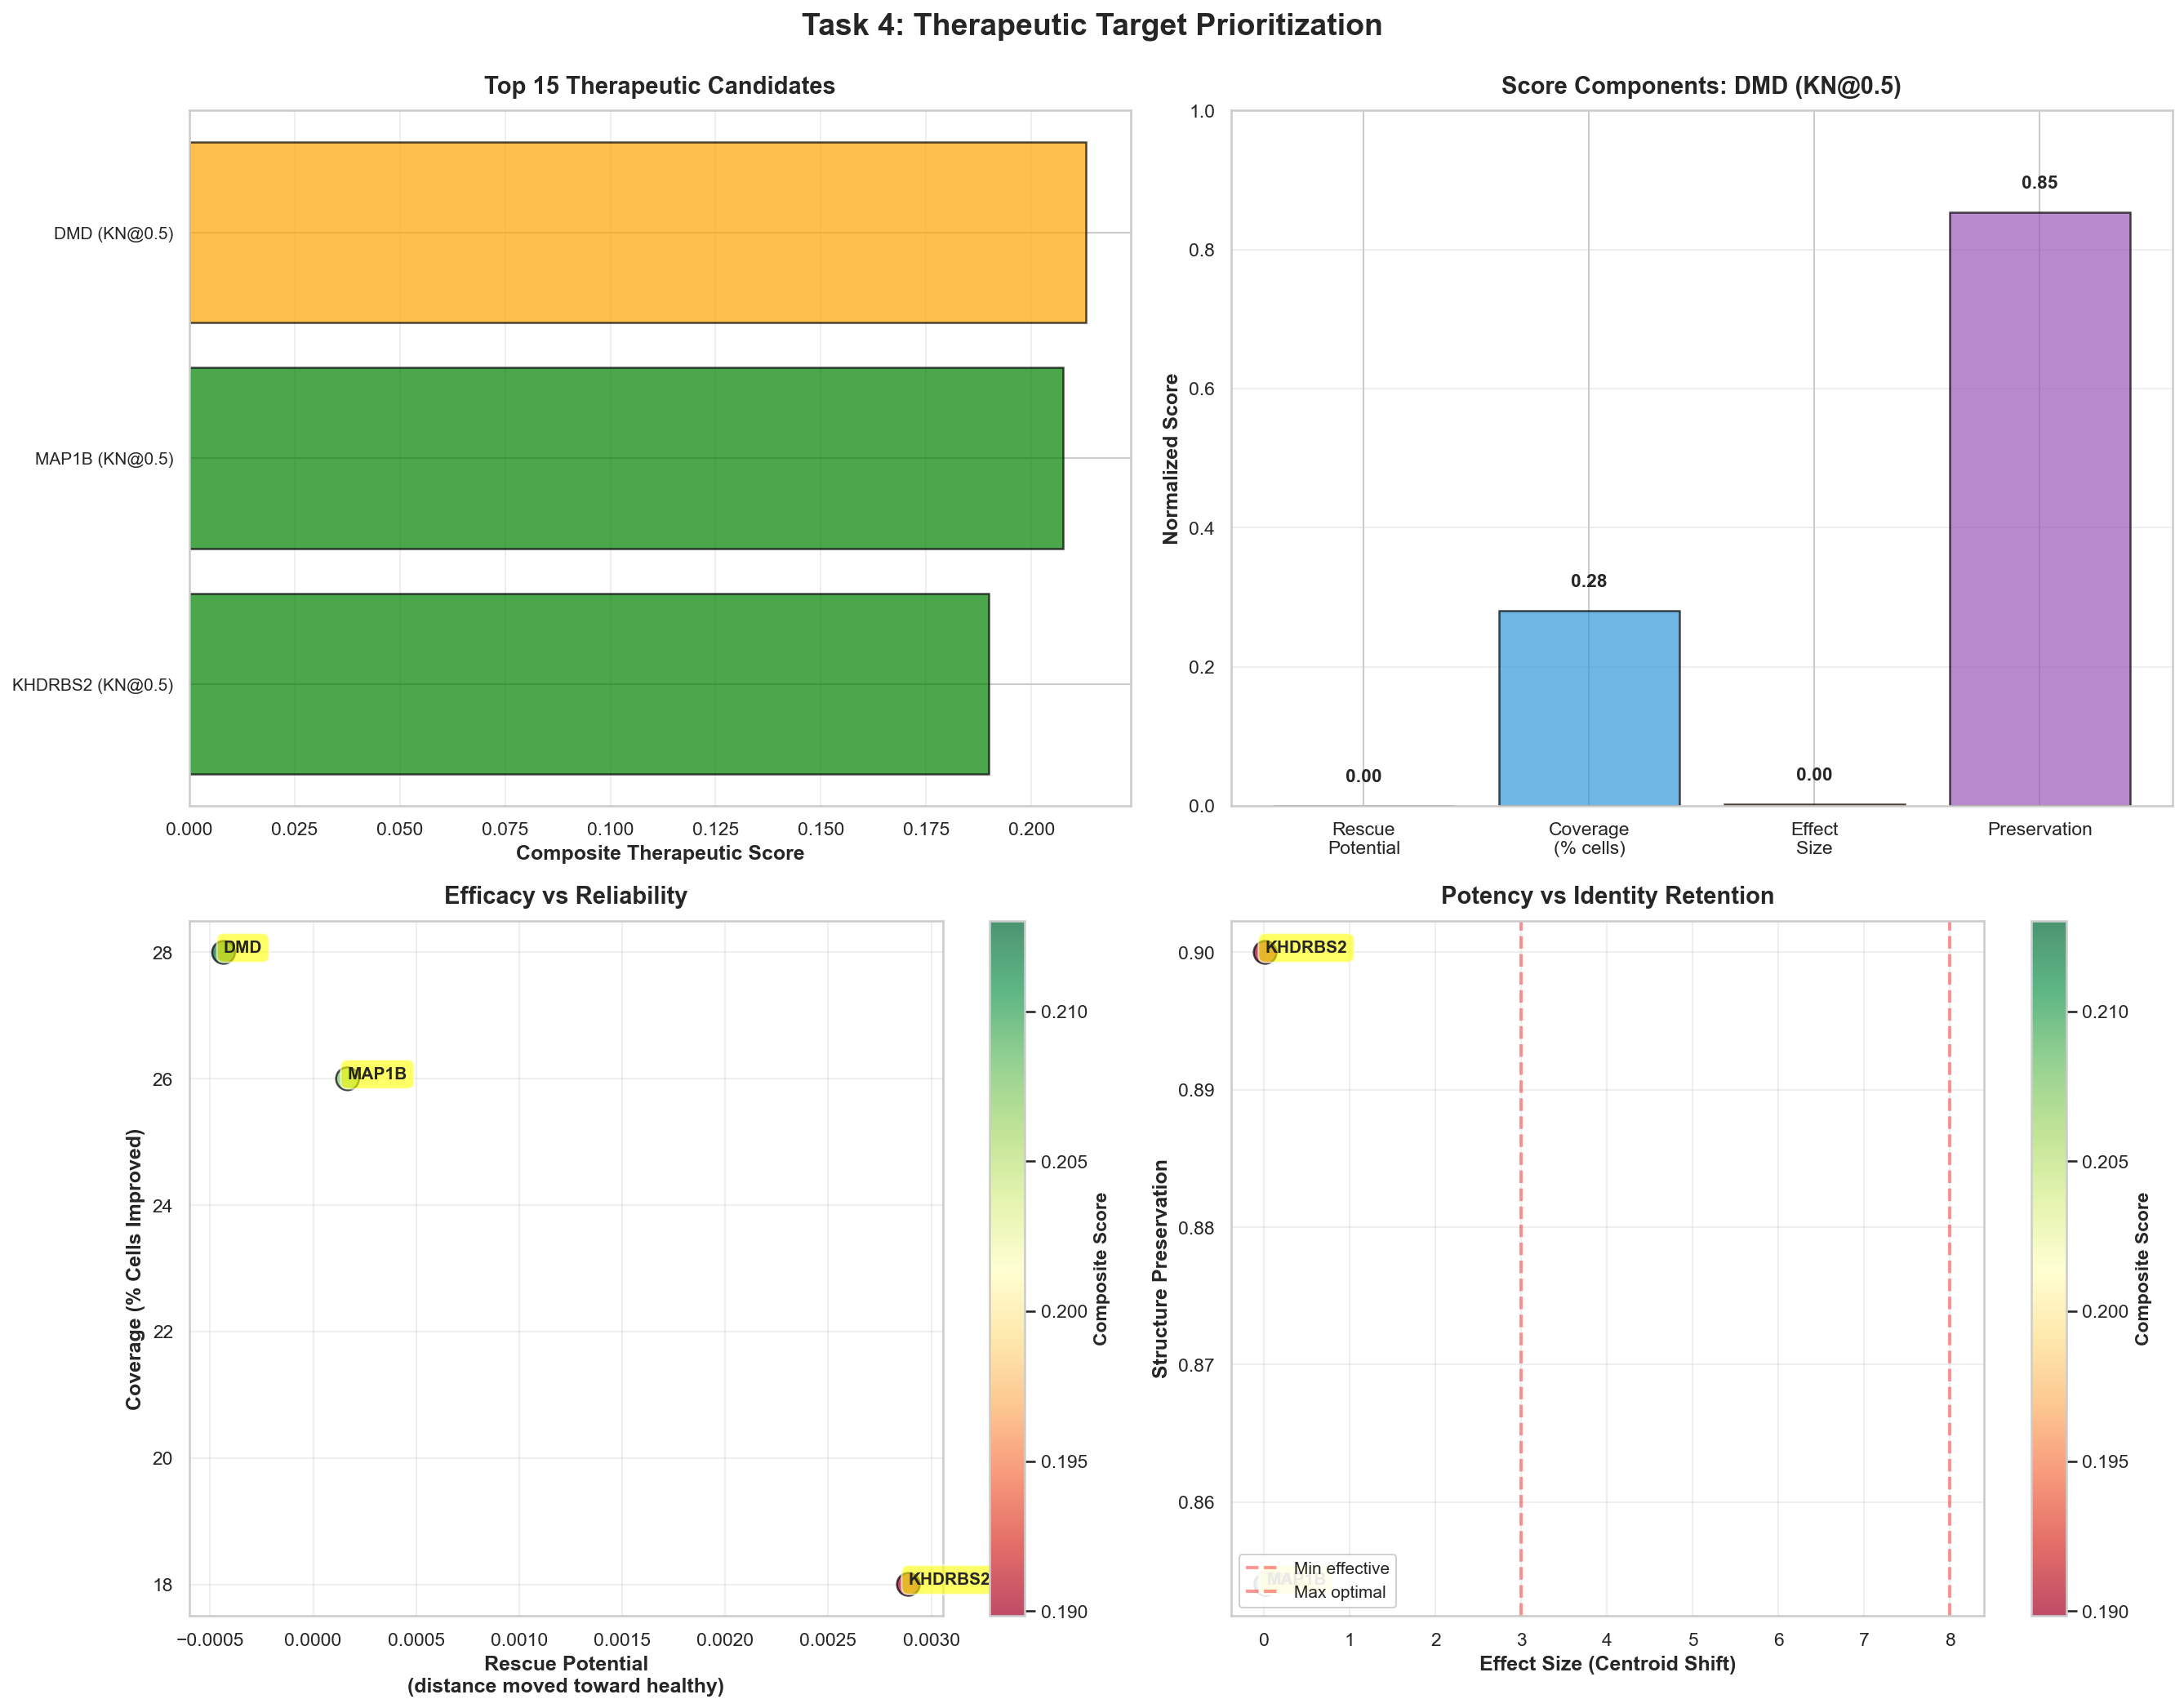 Task 4: Therapeutic Target Prioritization
Top 15 Therapeutic Candidates
DMD (KN@0.5)
MAP1B (KN@0.5)
KHDRBS2 (KN@0.5)
0.000 0.025 0.050 0.075 0.100 0.125 0.150 0.175 0.200
Composite Therapeutic Score
Score Components: DMD (KN@0.5)
Normalized Score
1.0
0.8
0.6
0.4
0.2
0.0
0.00
0.28
0.00
0.85
Rescue
Potential
Coverage
(% cells)
Effect
Size
Preservation
Efficacy vs Reliability
Coverage (% Cells Improved)
28
26
24
22
20
18
DMD
MAP1B
KHDRBS2
−0.0005 0.0000 0.0005 0.0010 0.0015 0.0020 0.0025 0.0030
Rescue Potential
(distance moved toward healthy)
0.210
0.205
0.200
0.195
0.190
Composite Score
Potency vs Identity Retention
Structure Preservation
0.90
0.89
0.88
0.87
0.86
KHDRBS2
MAP1B
Min effective
Max optimal
0 1 2 3 4 5 6 7 8
Effect Size (Centroid Shift)
0.210
0.205
0.200
0.195
0.190
Composite Score